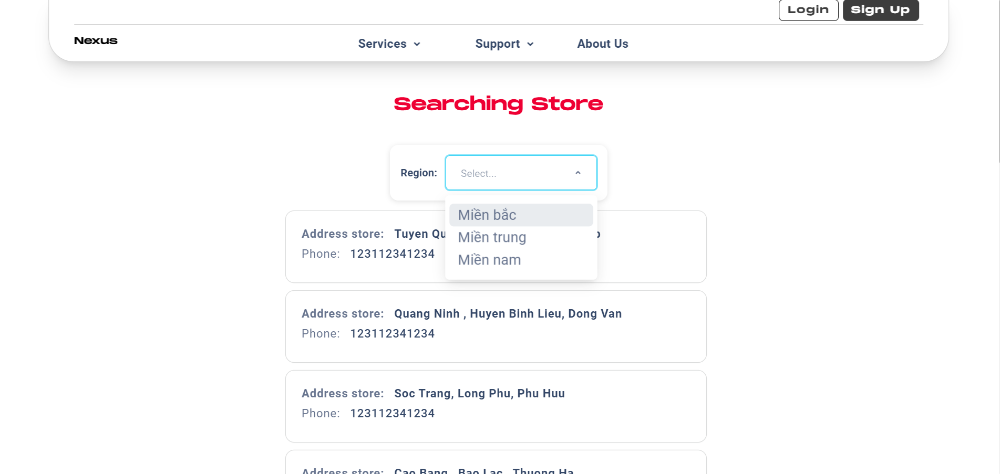 Login Sign Up
Nexus Services Support About Us
Searching Store
Region: Select...
Miền bắc
Miền trung
Miền nam
Address store: Tuyen
Phone: 123112341234
Address store: Quang Ninh , Huyen Binh Lieu, Dong Van
Phone: 123112341234
Address store: Soc Trang, Long Phu, Phu Huu
Phone: 123112341234
Address store: Cao Bang , Bao Lac , Thuong Ha